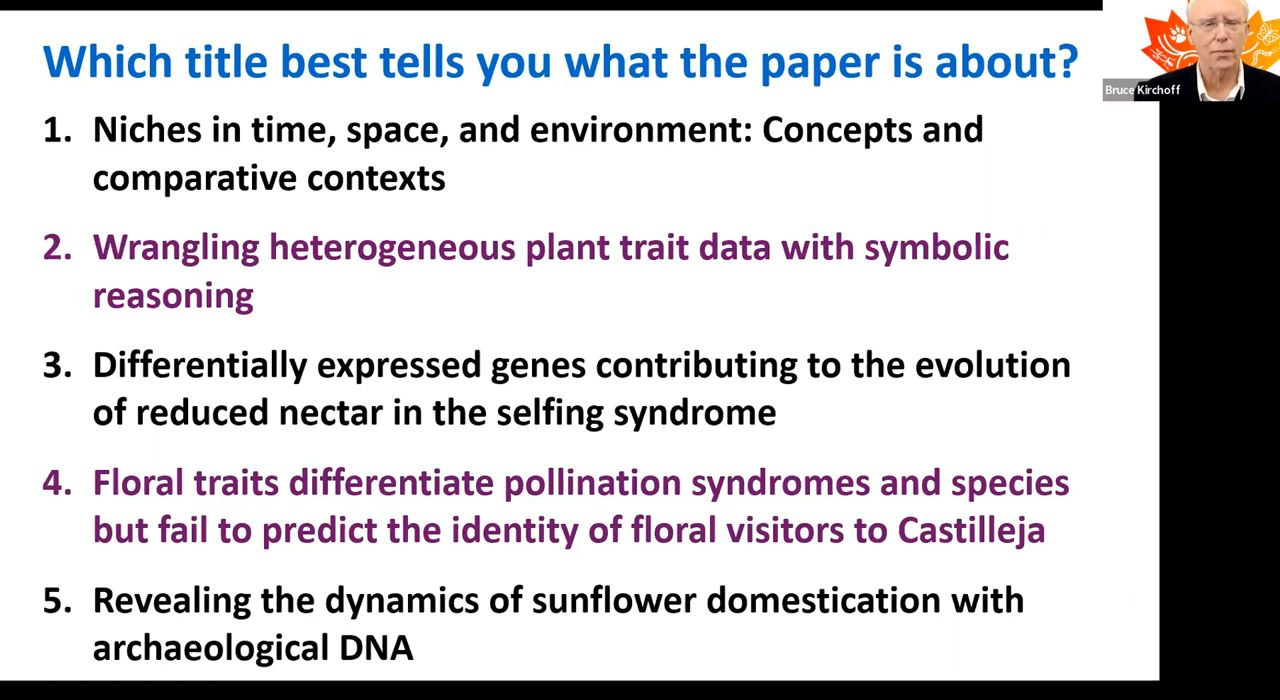 Which title best tells you what the paper is about?
Bruce Kirchoff
1. Niches in time, space, and environment: Concepts and
comparative contexts
2. Wrangling heterogeneous plant trait data with symbolic
reasoning
3. Differentially expressed genes contributing to the evolution
of reduced nectar in the selfing syndrome
4. Floral traits differentiate pollination syndromes and species
but fail to predict the identity of floral visitors to Castilleja
5. Revealing the dynamics of sunflower domestication with
archaeological DNA